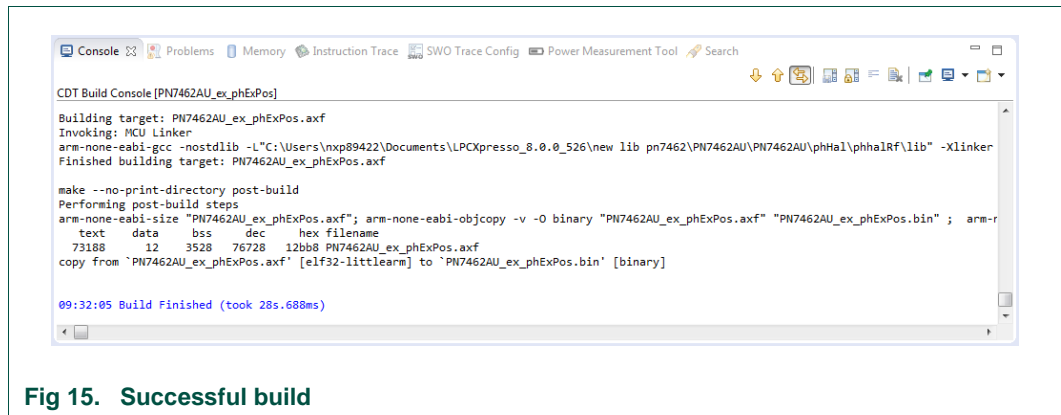 Console Problems Memory Instruction Trace SWO Trace Config Power Measurement Tool Search
CDT Build Console [PN7462AU_ex_phExPos]
Building target: PN7462AU_ex_phExPos.axf
Invoking: MCU Linker
arm-none-eabi-gcc -nostdlib -L"C:\Users\nxp89422\Documents\LPCXpresso_8.0.0_526\new lib pn7462\PN7462AU\PN7462AU\phHal\phhalRf\lib" -Xlinker
Finished building target: PN7462AU_ex_phExPos.axf
make --no-print-directory post-build
Performing post-build steps
arm-none-eabi-size "PN7462AU_ex_phExPos.axf"; arm-none-eabi-objcopy -v -O binary "PN7462AU_ex_phExPos.axf" "PN7462AU_ex_phExPos.bin" ; arm-r
text data bss dec hex filename
73188 12 3528 76728 12bb8 PN7462AU_ex_phExPos.axf
copy from `PN7462AU_ex_phExPos.axf' [elf32-littlearm] to `PN7462AU_ex_phExPos.bin' [binary]
09:32:05 Build Finished (took 28s.688ms)
Fig 15. Successful build